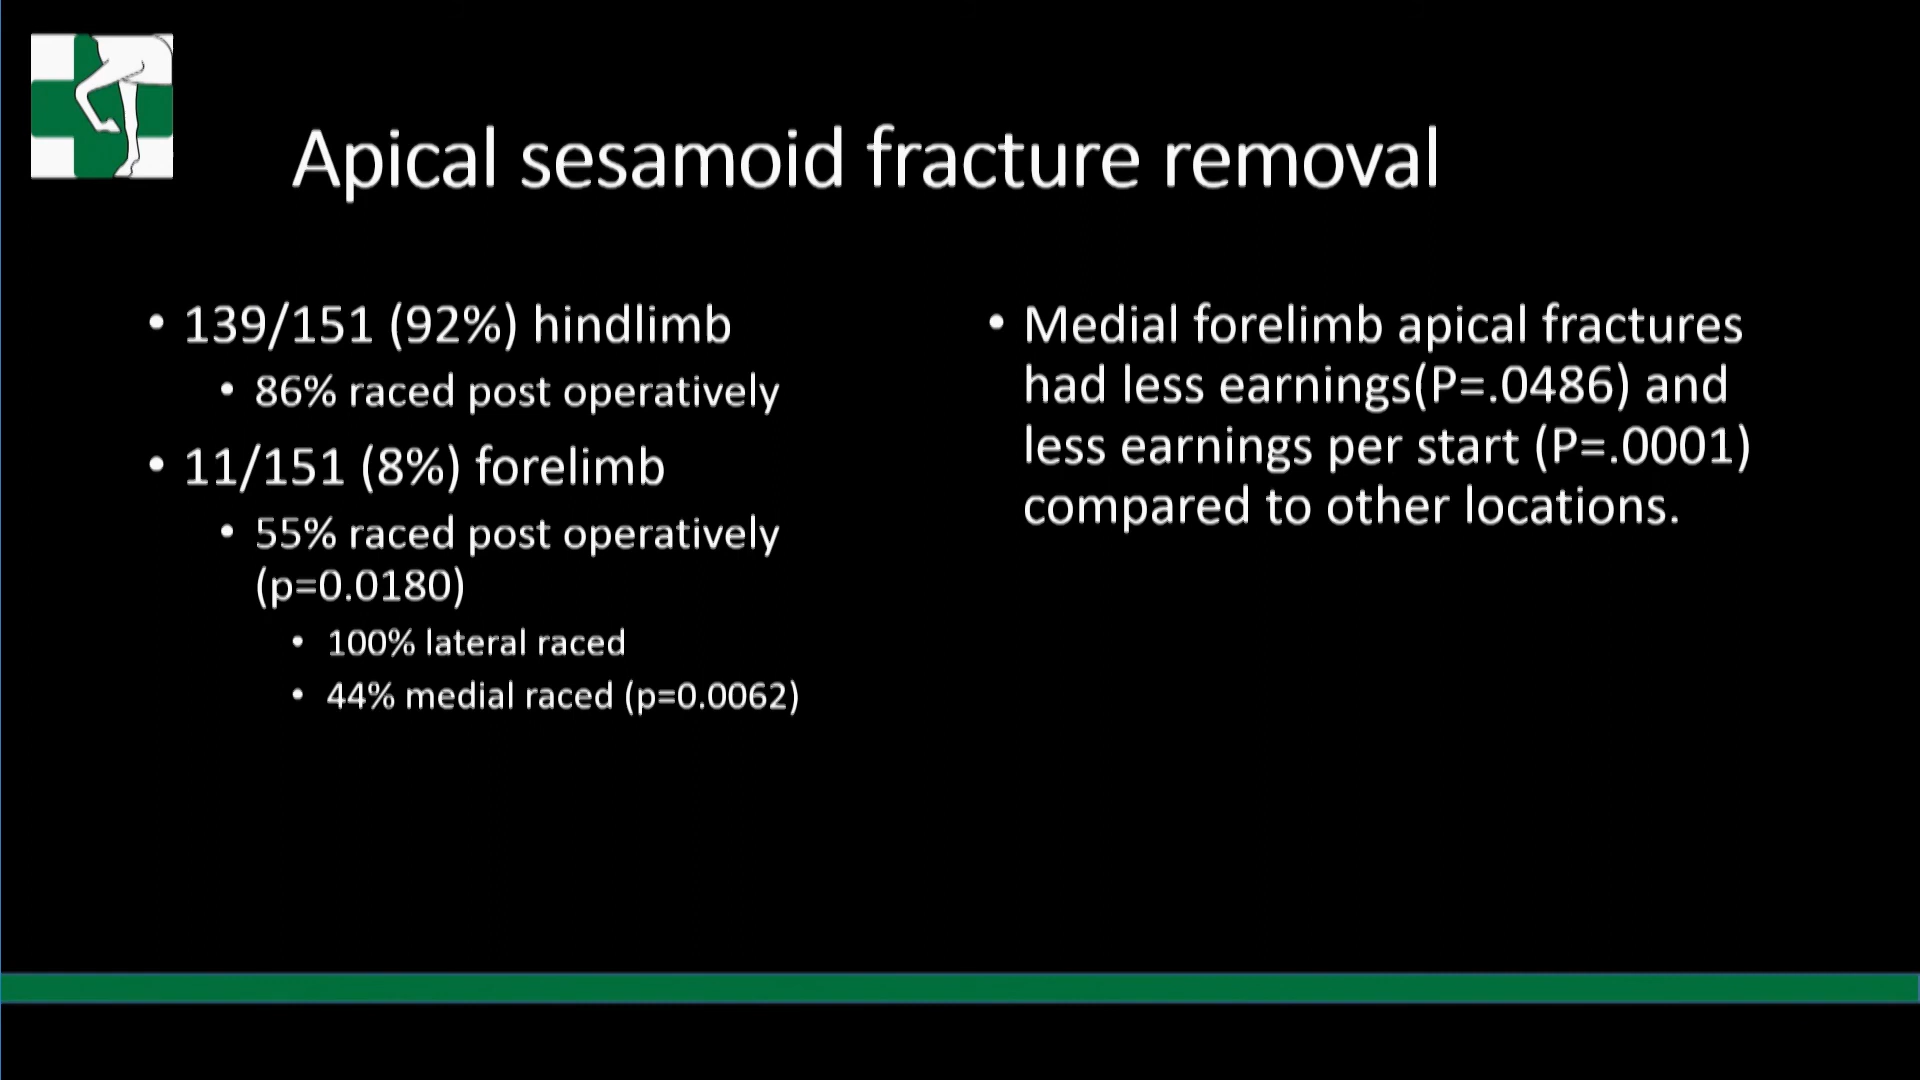 Apical sesamoid fracture removal
• 139/151 (92%) hindlimb
• 86% raced post operatively
• 11/151 (8%) forelimb
• 55% raced post operatively
(p=0.0180)
• 100% lateral raced
• 44% medial raced (p=0.0062)
• Medial forelimb apical fractures
had less earnings(P=.0486) and
less earnings per start (P=.0001)
compared to other locations.